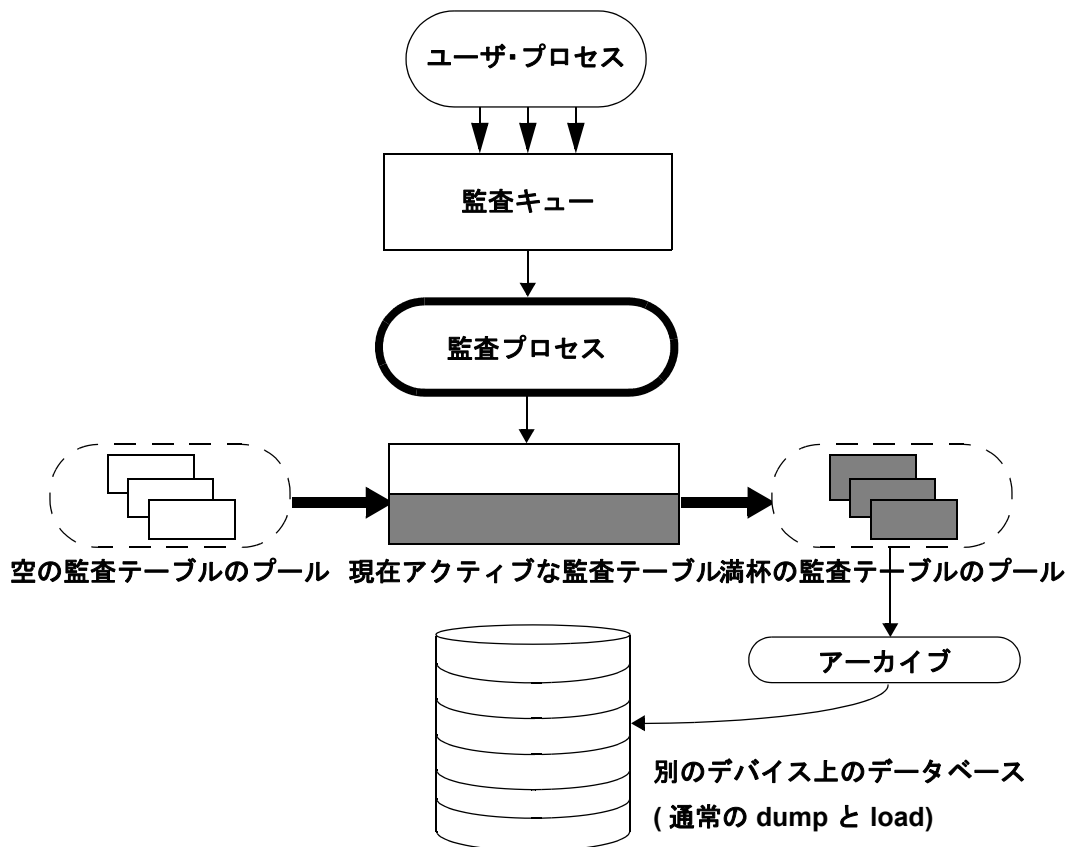 ユーザ・プロセス
監査キュー
監査プロセス
空の監査テーブルのプール
現在アクティブな監査テーブル
満杯の監査テーブルのプール
アーカイブ
別のデバイス上のデータベース
( 通常の dump と load)